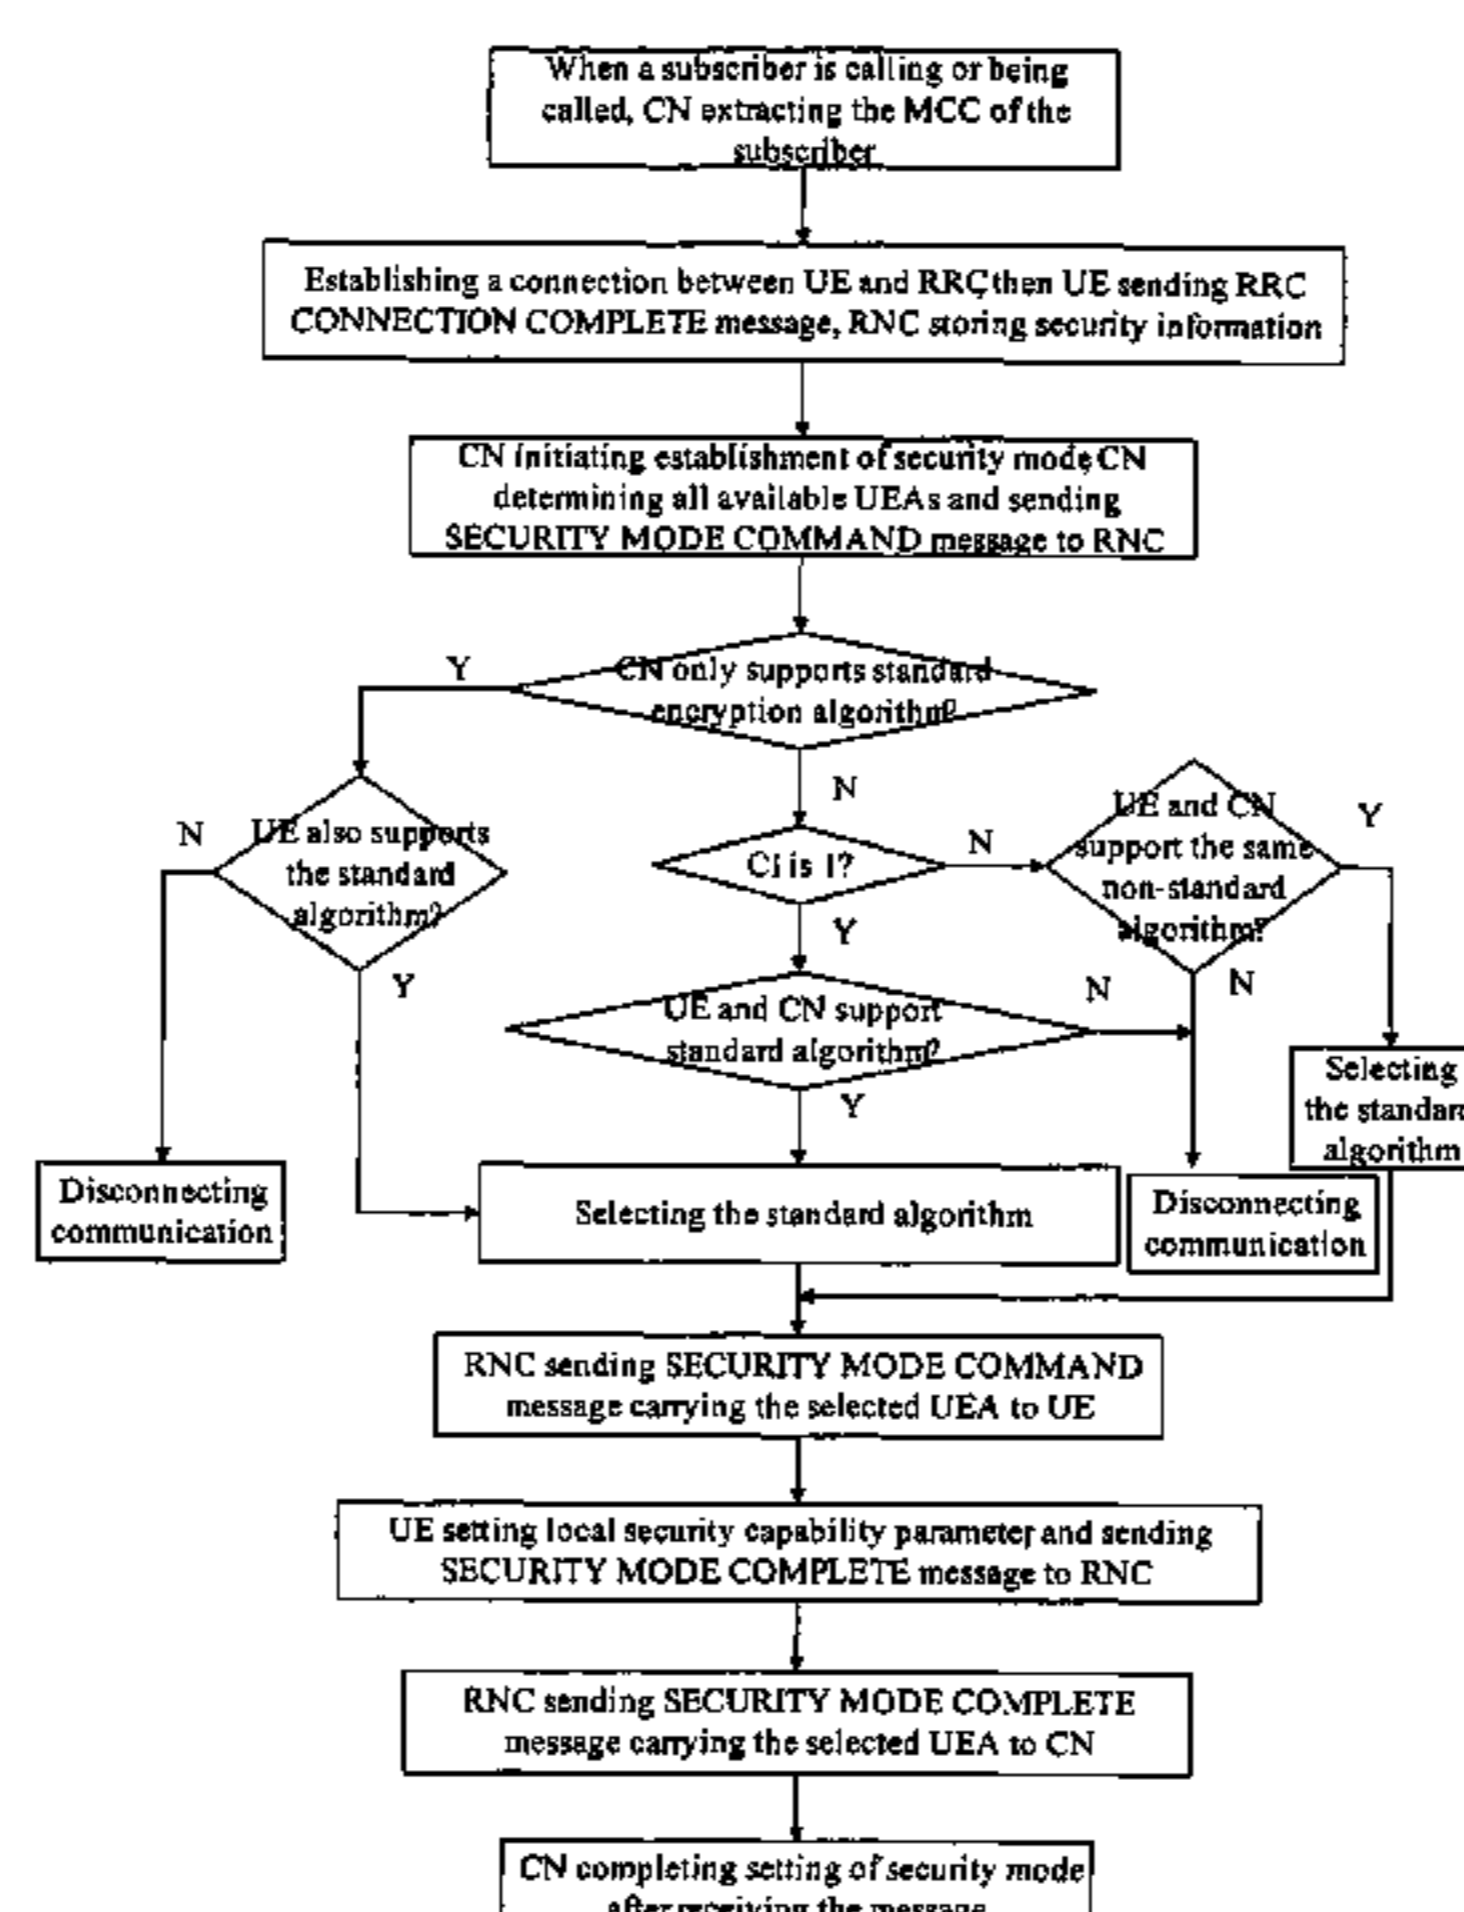 When a subscriber is calling or being
called, CN extracting the MCC of the
subscriber
Establishing a connection between UE and RRC, then UE sending RRC
CONNECTION COMPLETE message, RNC storing security information
CN initiating establishment of security mode, CN
determining all available UEAs and sending
SECURITY MODE COMMAND message to RNC
Y
CN only supports standard
encryption algorithm?
N
UE also supports
the standard
algorithm?
N
Y
CI is 1?
N
Y
UE and CN
support the same
non-standard
algorithm?
Y
N
UE and CN support
standard algorithm?
N
Y
Selecting
the standard
algorithm
Disconnecting
communication
Selecting the standard algorithm
Disconnecting
communication
RNC sending SECURITY MODE COMMAND
message carrying the selected UEA to UE
UE setting local security capability parameter and sending
SECURITY MODE COMPLETE message to RNC
RNC sending SECURITY MODE COMPLETE
message carrying the selected UEA to CN
CN completing setting of security mode
after receiving the message